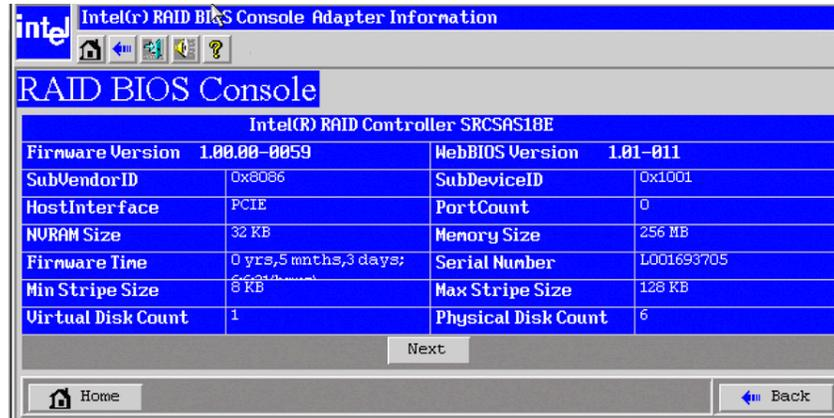 intel
Intel(r) RAID BIOS Console Adapter Information
RAID BIOS Console
Intel(R) RAID Controller SRCSAS18E
Firmware Version 1.00.00-0059 WebBIOS Version 1.01-011
SubVendorID 0x8086 SubDeviceID 0x1001
HostInterface PCIE PortCount 0
NVRAM Size 32 KB Memory Size 256 MB
Firmware Time 0 yrs,5 mnths,3 days; Serial Number L001693705
Min Stripe Size 8 KB Max Stripe Size 128 KB
Virtual Disk Count 1 Physical Disk Count 6
Next
Home Back